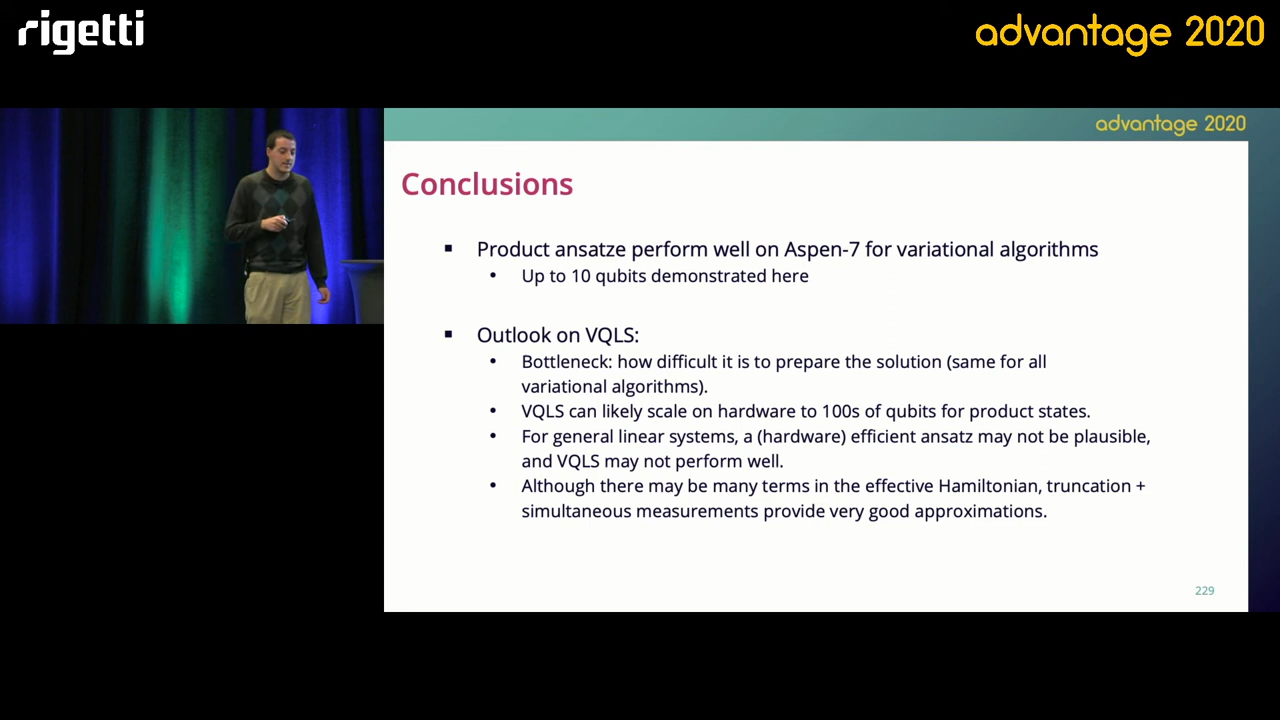 rigetti
advantage 2020
advantage 2020
Conclusions
▪ Product ansatze perform well on Aspen-7 for variational algorithms
• Up to 10 qubits demonstrated here
▪ Outlook on VQLS:
• Bottleneck: how difficult it is to prepare the solution (same for all
variational algorithms).
• VQLS can likely scale on hardware to 100s of qubits for product states.
• For general linear systems, a (hardware) efficient ansatz may not be plausible,
and VQLS may not perform well.
• Although there may be many terms in the effective Hamiltonian, truncation +
simultaneous measurements provide very good approximations.
229